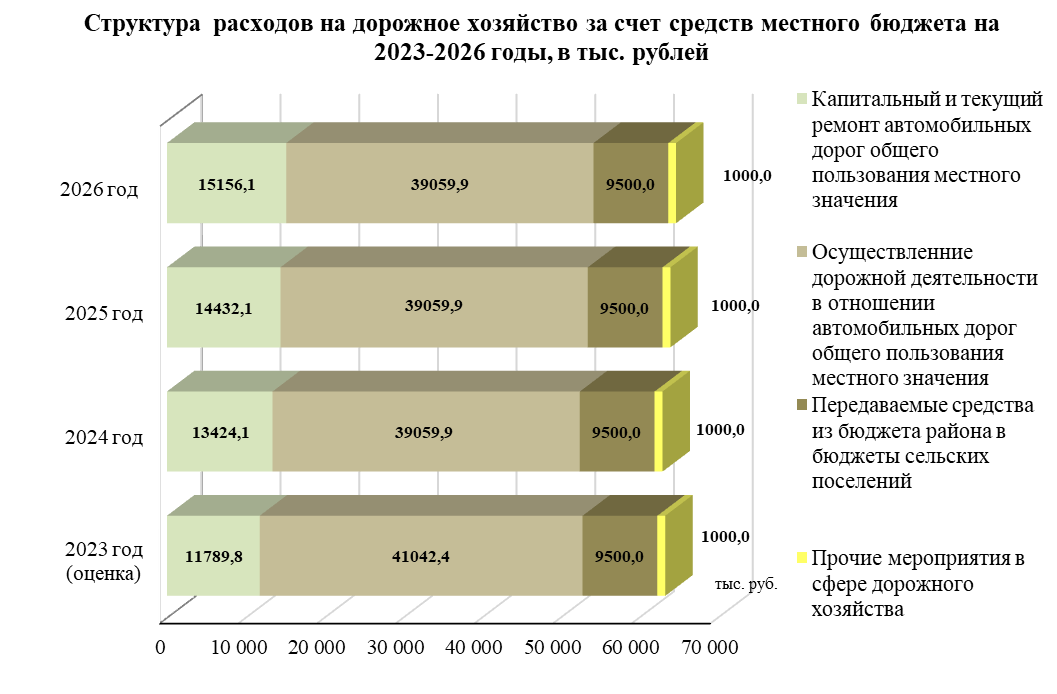 Структура расходов на дорожное хозяйство за счет средств местного бюджета на
2023-2026 годы, в тыс. рублей
2026 год
15156,1
39059,9
9500,0
1000,0
2025 год
14432,1
39059,9
9500,0
1000,0
2024 год
13424,1
39059,9
9500,0
1000,0
2023 год
(оценка)
11789,8
41042,4
9500,0
1000,0
тыс. руб.
0
10 000
20 000
30 000
40 000
50 000
60 000
70 000
Капитальный и текущий
ремонт автомобильных
дорог общего
пользования местного
значения
Осуществленние
дорожной деятельности
в отношении
автомобильных дорог
общего пользования
местного значения
Передаваемые средства
из бюджета района в
бюджеты сельских
поселений
Прочие мероприятия в
сфере дорожного
хозяйства